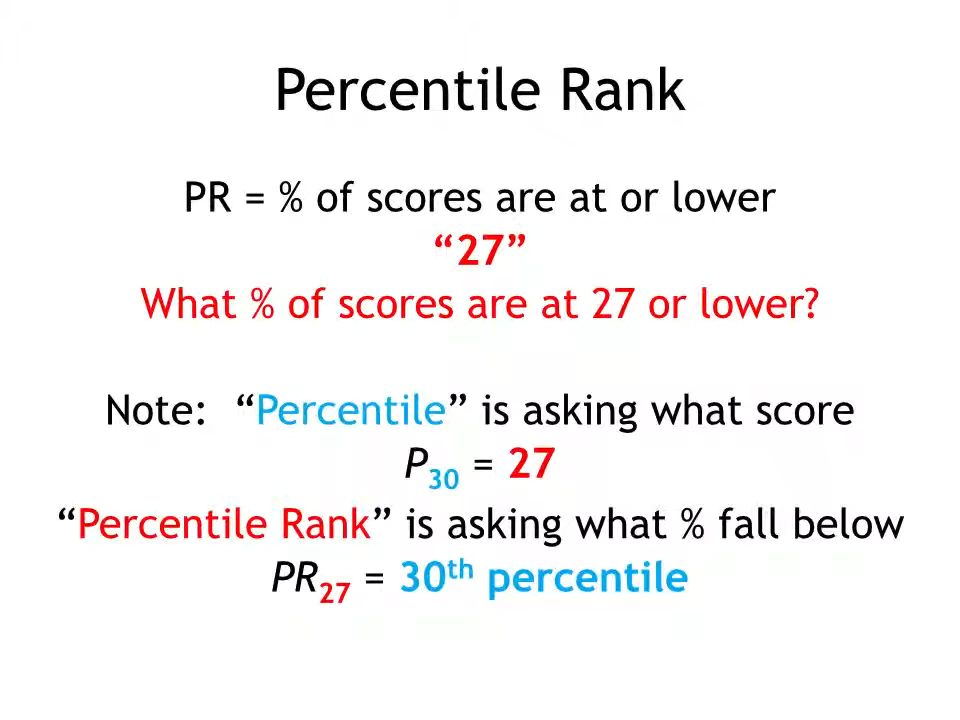 Percentile Rank
PR = % of scores are at or lower
“27”
What % of scores are at 27 or lower?
Note: “Percentile” is asking what score
P30 = 27
“Percentile Rank” is asking what % fall below
PR27 = 30th percentile